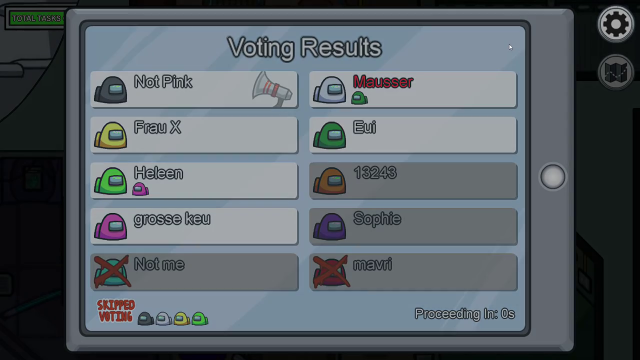 TOTAL TASKS
Voting Results
Not Pink
Mausser
Frau X
Eui
Heleen
13243
grosse keu
Sophie
Not me
mavri
SKIPPED
VOTING
Proceeding In: 0s